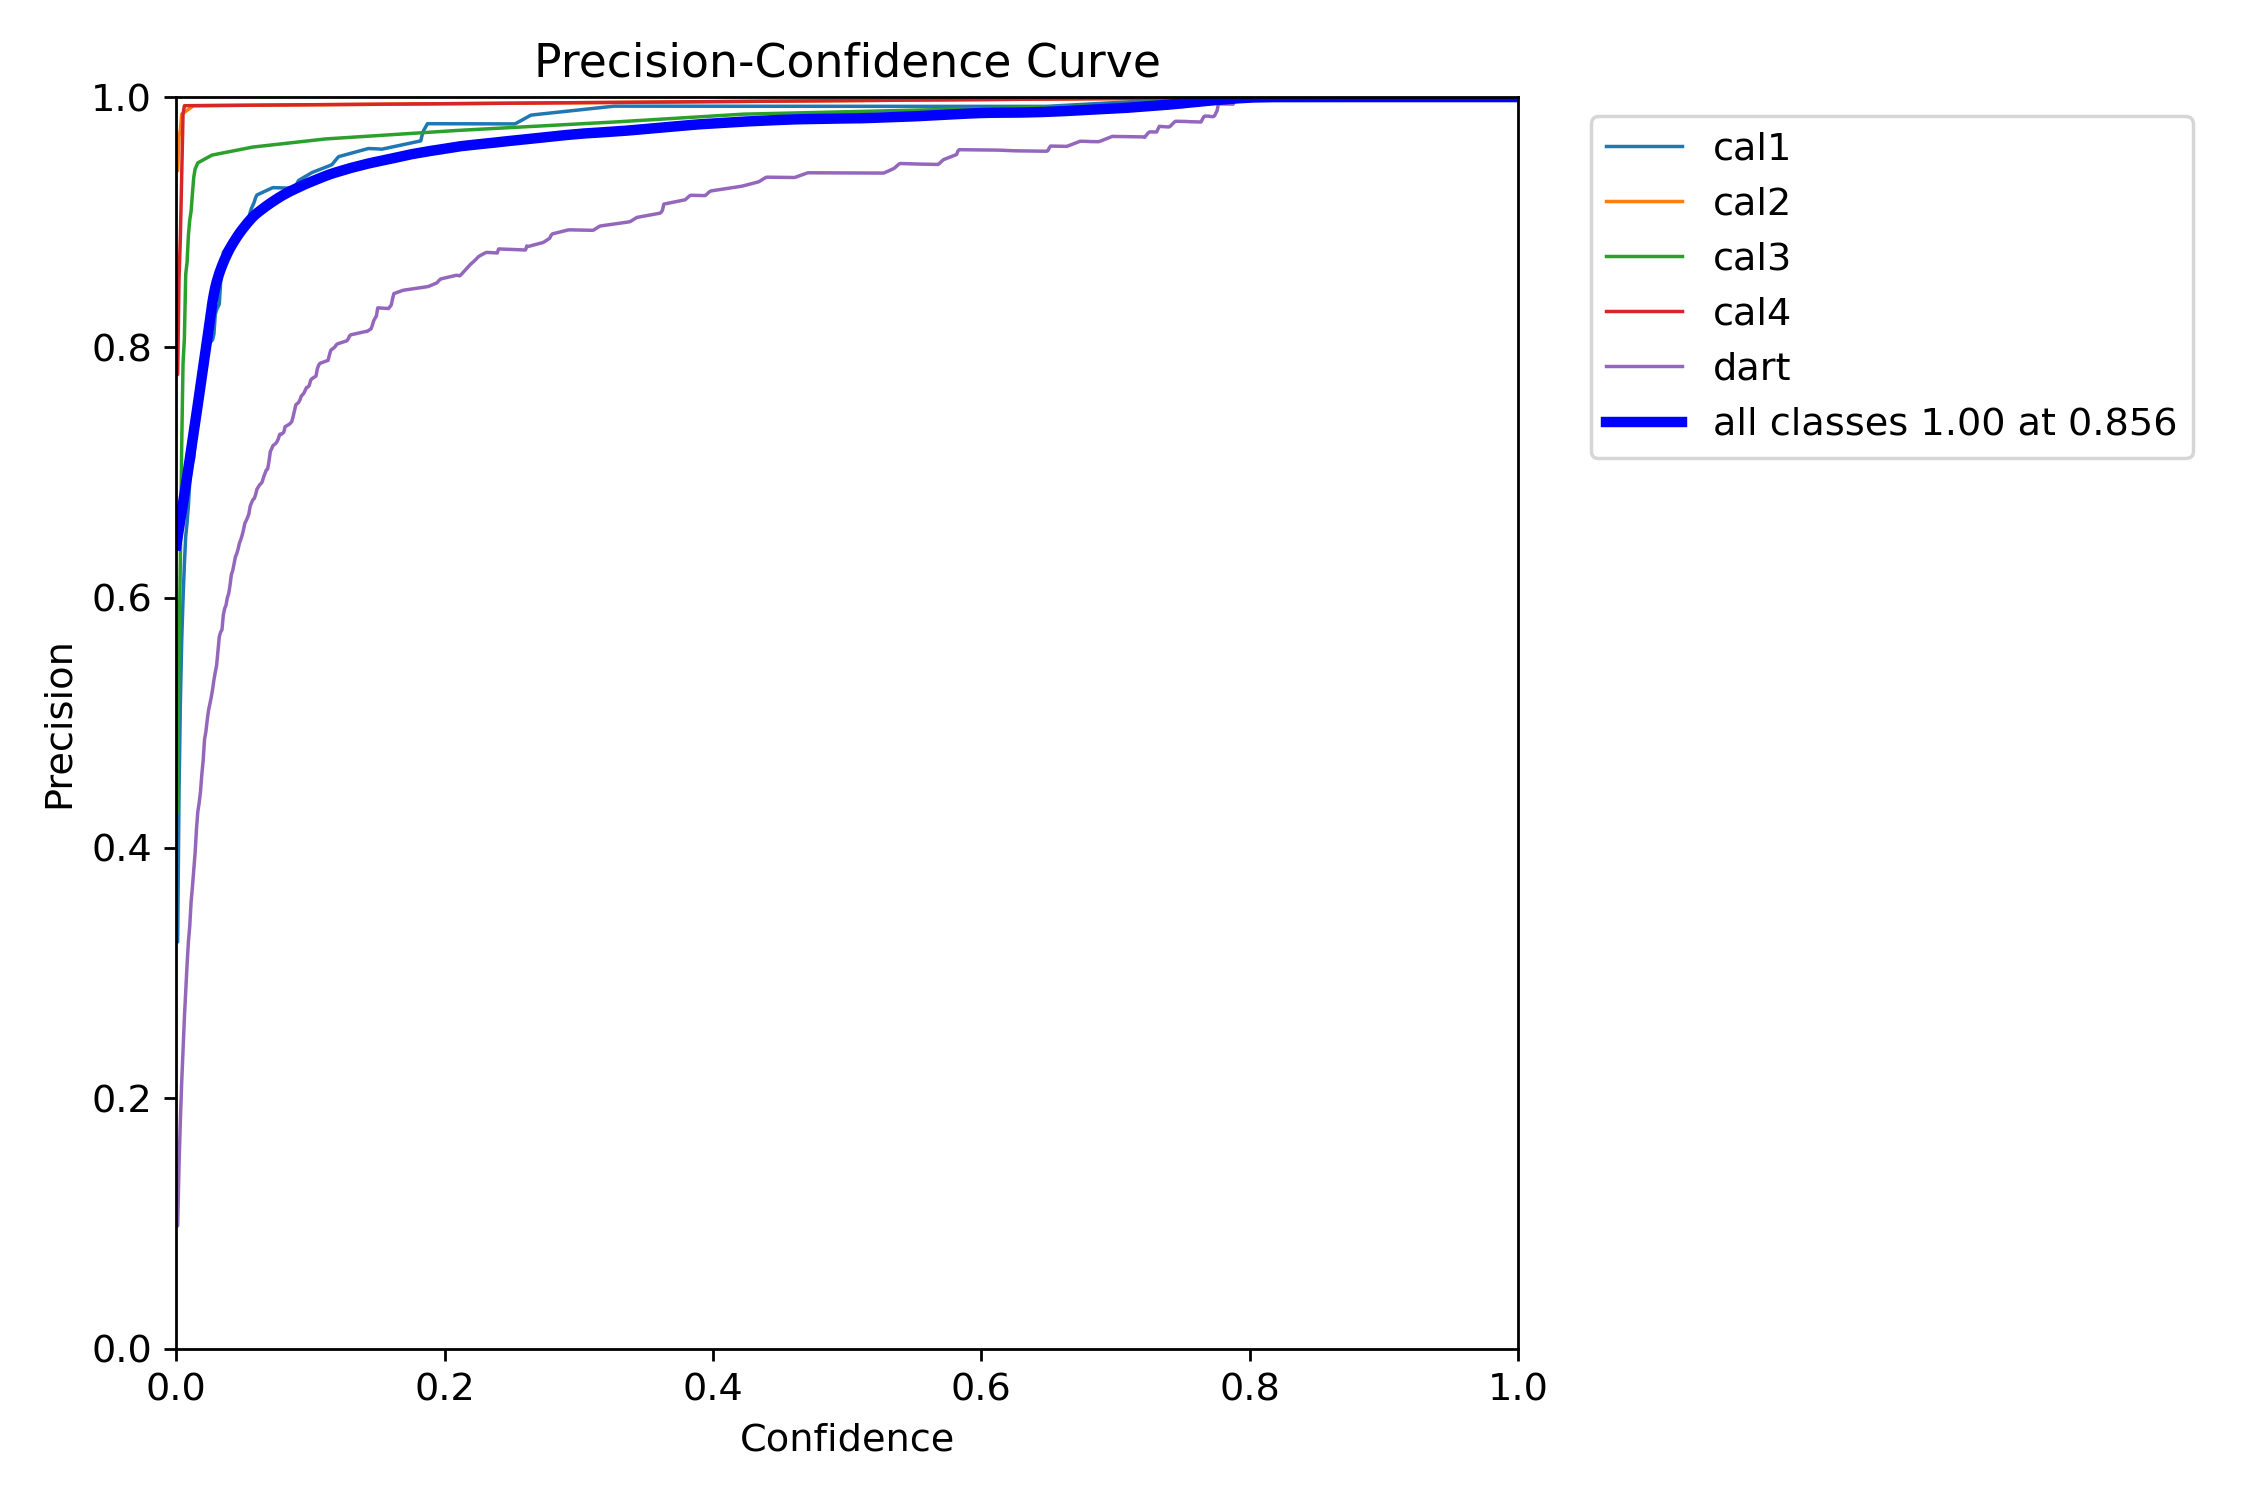 Precision-Confidence Curve
1.0
0.8
0.6
0.4
0.2
0.0
Precision
0.0 0.2 0.4 0.6 0.8 1.0
Confidence
cal1
cal2
cal3
cal4
dart
all classes 1.00 at 0.856